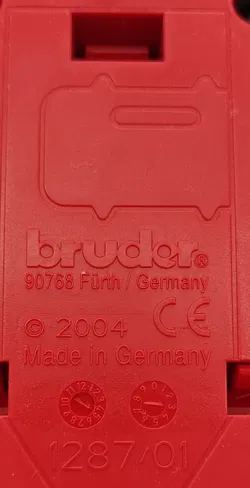 bruder®
90768 Fürth / Germany
© 2004 CE
Made in Germany
1287/01